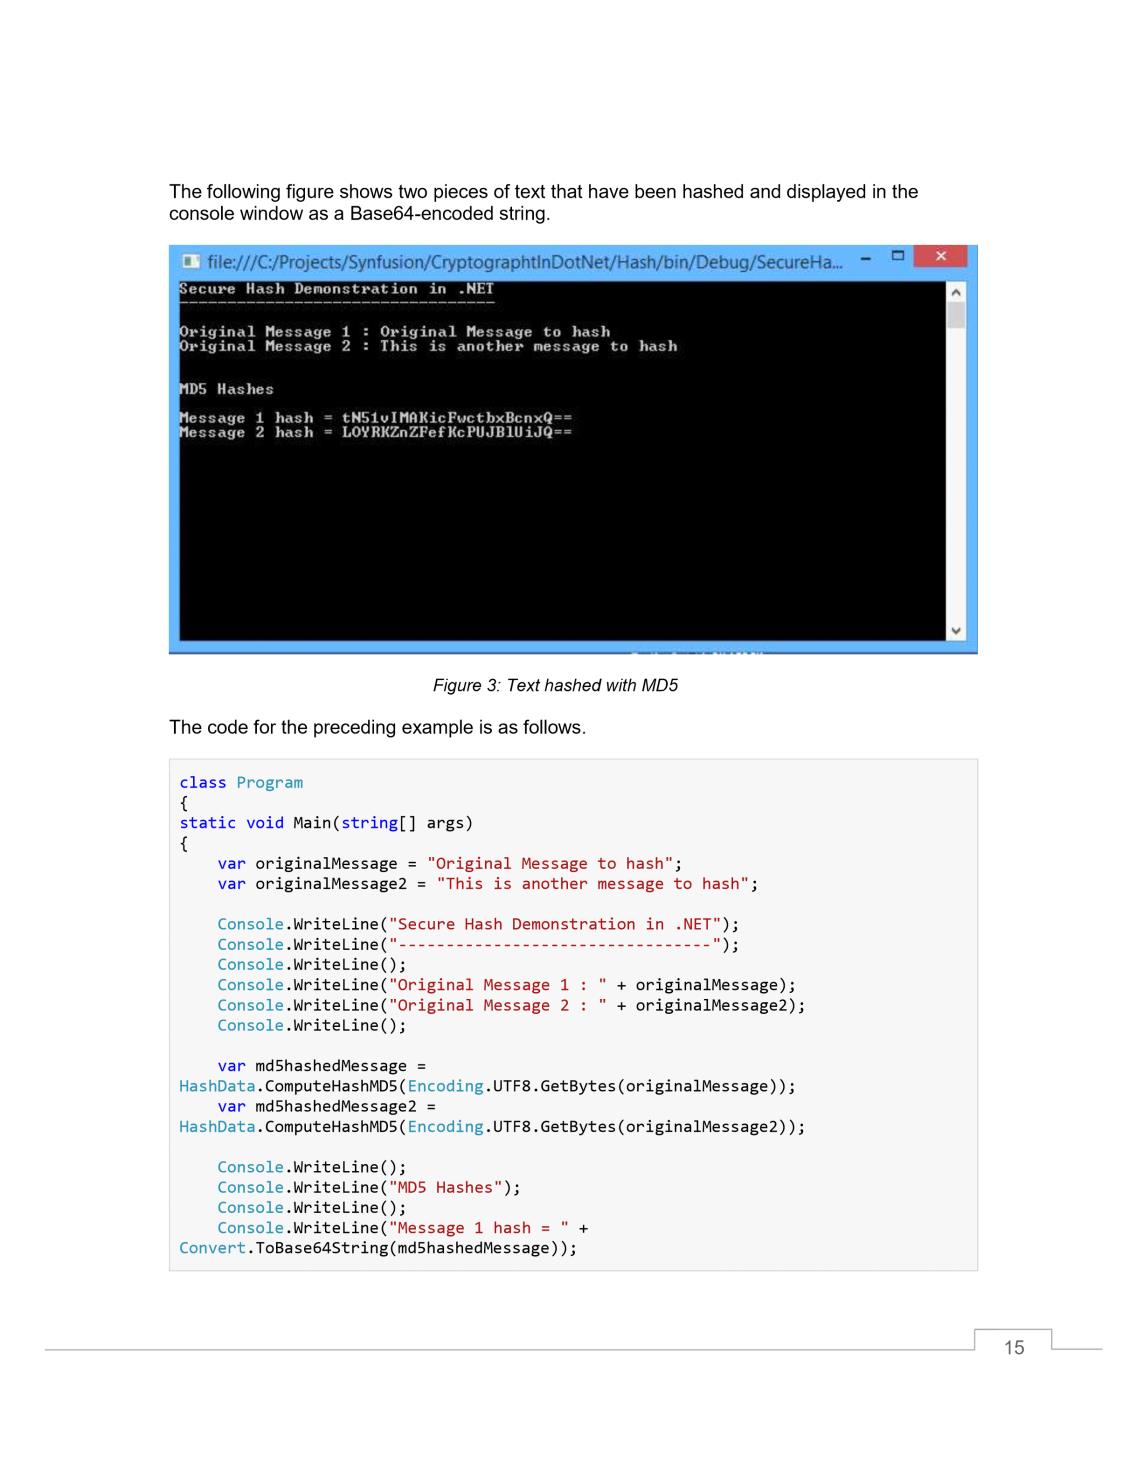 The following figure shows two pieces of text that have been hashed and displayed in the
console window as a Base64-encoded string.
file:///C:/Projects/Synfusion/CryptographtInDotNet/Hash/bin/Debug/SecureHa...
Secure Hash Demonstration in .NET
---------------------------------
Original Message 1 : Original Message to hash
Original Message 2 : This is another message to hash
MD5 Hashes
Message 1 hash = tN51vIMAKicFwctbxBcnxQ==
Message 2 hash = LOYRKZnZFefKcPUJBlUiJQ==
Figure 3: Text hashed with MD5
The code for the preceding example is as follows.
class Program
{
static void Main(string[] args)
{
    var originalMessage = "Original Message to hash";
    var originalMessage2 = "This is another message to hash";
    Console.WriteLine("Secure Hash Demonstration in .NET");
    Console.WriteLine("---------------------------------");
    Console.WriteLine();
    Console.WriteLine("Original Message 1 : " + originalMessage);
    Console.WriteLine("Original Message 2 : " + originalMessage2);
    Console.WriteLine();
    var md5hashedMessage =
HashData.ComputeHashMD5(Encoding.UTF8.GetBytes(originalMessage));
    var md5hashedMessage2 =
HashData.ComputeHashMD5(Encoding.UTF8.GetBytes(originalMessage2));
    Console.WriteLine();
    Console.WriteLine("MD5 Hashes");
    Console.WriteLine();
    Console.WriteLine("Message 1 hash = " +
Convert.ToBase64String(md5hashedMessage));
15